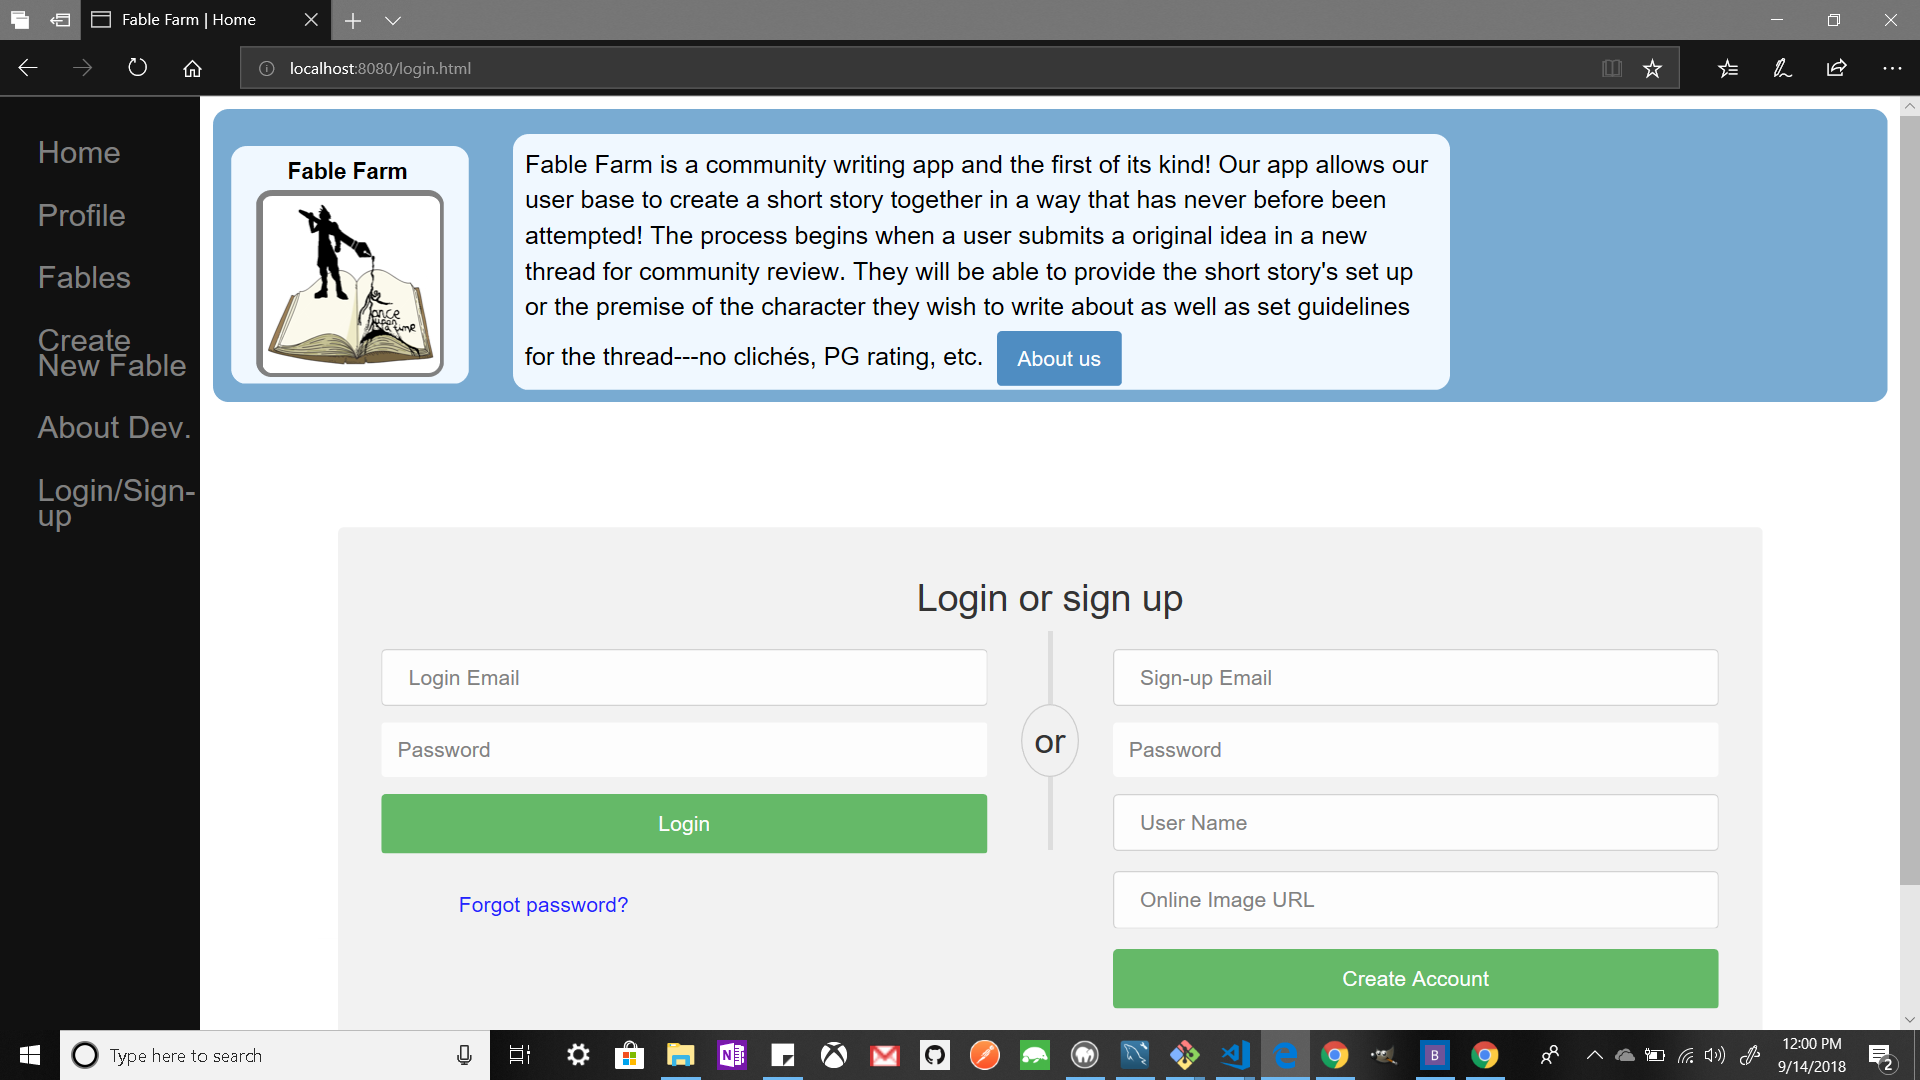 Fable Farm | Home
localhost:8080/login.html
Home
Profile
Fables
Create
New Fable
About Dev.
Login/Sign-
up
Fable Farm
once
upon
a time
Fable Farm is a community writing app and the first of its kind! Our app allows our
user base to create a short story together in a way that has never before been
attempted! The process begins when a user submits a original idea in a new
thread for community review. They will be able to provide the short story's set up
or the premise of the character they wish to write about as well as set guidelines
for the thread---no clichés, PG rating, etc. About us
Login or sign up
Login Email
Password
Login
Forgot password?
or
Sign-up Email
Password
User Name
Online Image URL
Create Account
Type here to search
N
B
12:00 PM
9/14/2018
2